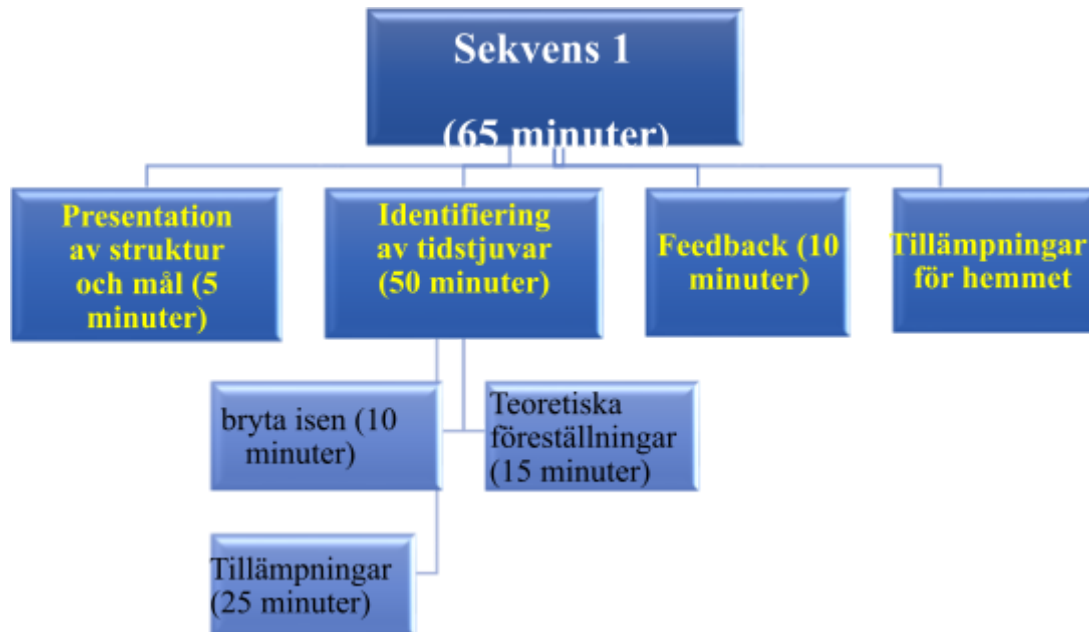 Sekvens 1
(65 minuter)
Presentation
av struktur
och mål (5
minuter)
Identifiering
av tidstjuvar
(50 minuter)
Feedback (10
minuter)
Tillämpningar
för hemmet
bryta isen (10
minuter)
Teoretiska
föreställningar
(15 minuter)
Tillämpningar
(25 minuter)